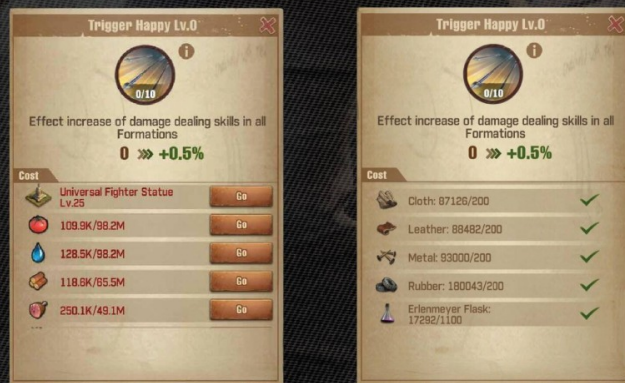 Trigger Happy Lv.0
0/10
Effect increase of damage dealing skills in all
Formations
0 >>> +0.5%
Cost
Universal Fighter Statue
Lv.25
Go
109.9K/98.2M
Go
128.5K/98.2M
Go
118.6K/65.5M
Go
250.1K/49.1M
Go
Trigger Happy Lv.0
0/10
Effect increase of damage dealing skills in all
Formations
0 >>> +0.5%
Cost
Cloth: 87126/200
Leather: 88482/200
Metal: 93000/200
Rubber: 180043/200
Erlenmeyer Flask:
17292/1100